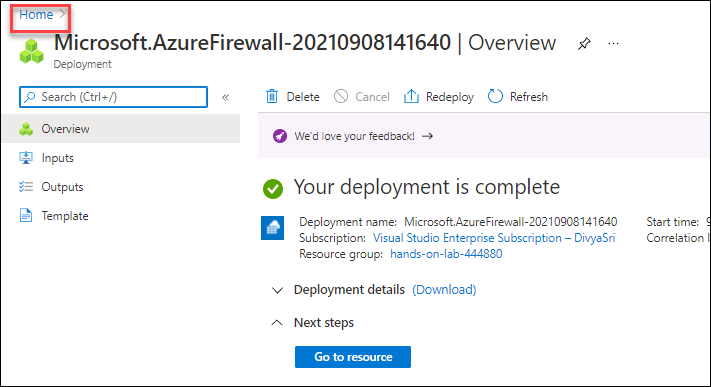 Home >
Microsoft.AzureFirewall-20210908141640 | Overview ...
Deployment
Search (Ctrl+/) «
Delete Cancel Redeploy Refresh
Overview
Inputs
Outputs
Template
We'd love your feedback! →
Your deployment is complete
Deployment name: Microsoft.AzureFirewall-20210908141640 Start time: 9
Subscription: Visual Studio Enterprise Subscription – DivyaSri Correlation I
Resource group: hands-on-lab-444880
Deployment details (Download)
Next steps
Go to resource